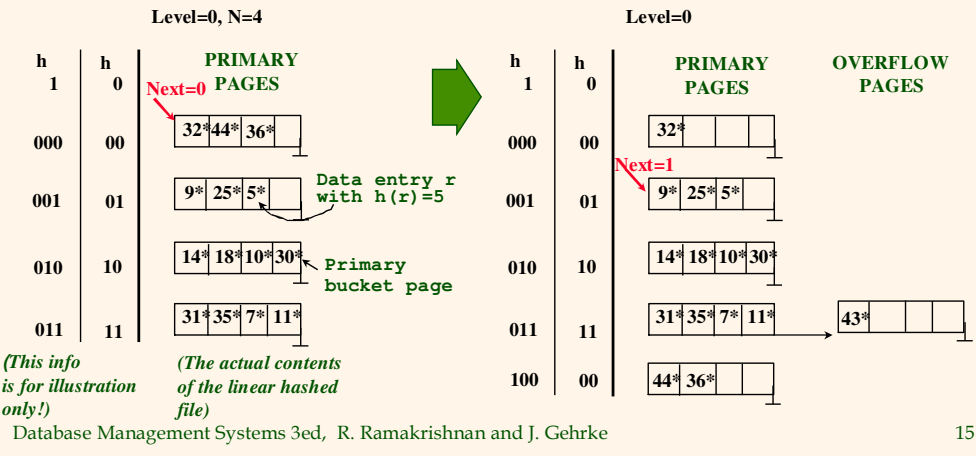 Level=0, N=4
h 1
h 0
PRIMARY PAGES
Next=0
000 00 32* 44* 36*
001 01 9* 25* 5*
Data entry r with h(r)=5
010 10 14* 18* 10* 30*
Primary bucket page
011 11 31* 35* 7* 11*
(This info is for illustration only!)
(The actual contents of the linear hashed file)
Level=0
h 1
h 0
PRIMARY PAGES
OVERFLOW PAGES
000 00 32*
Next=1
001 01 9* 25* 5*
010 10 14* 18* 10* 30*
011 11 31* 35* 7* 11* 43*
100 00 44* 36*
Database Management Systems 3ed, R. Ramakrishnan and J. Gehrke 15